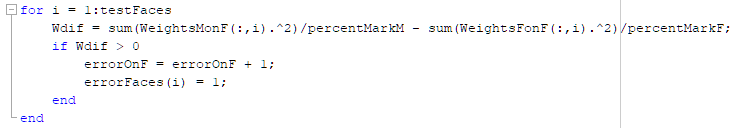 for i = 1:testFaces
Wdif = sum(WeightsMonF(:,i).^2)/percentMarkM - sum(WeightsFonF(:,i).^2)/percentMarkF;
if Wdif > 0
errorOnF = errorOnF + 1;
errorFaces(i) = 1;
end
end